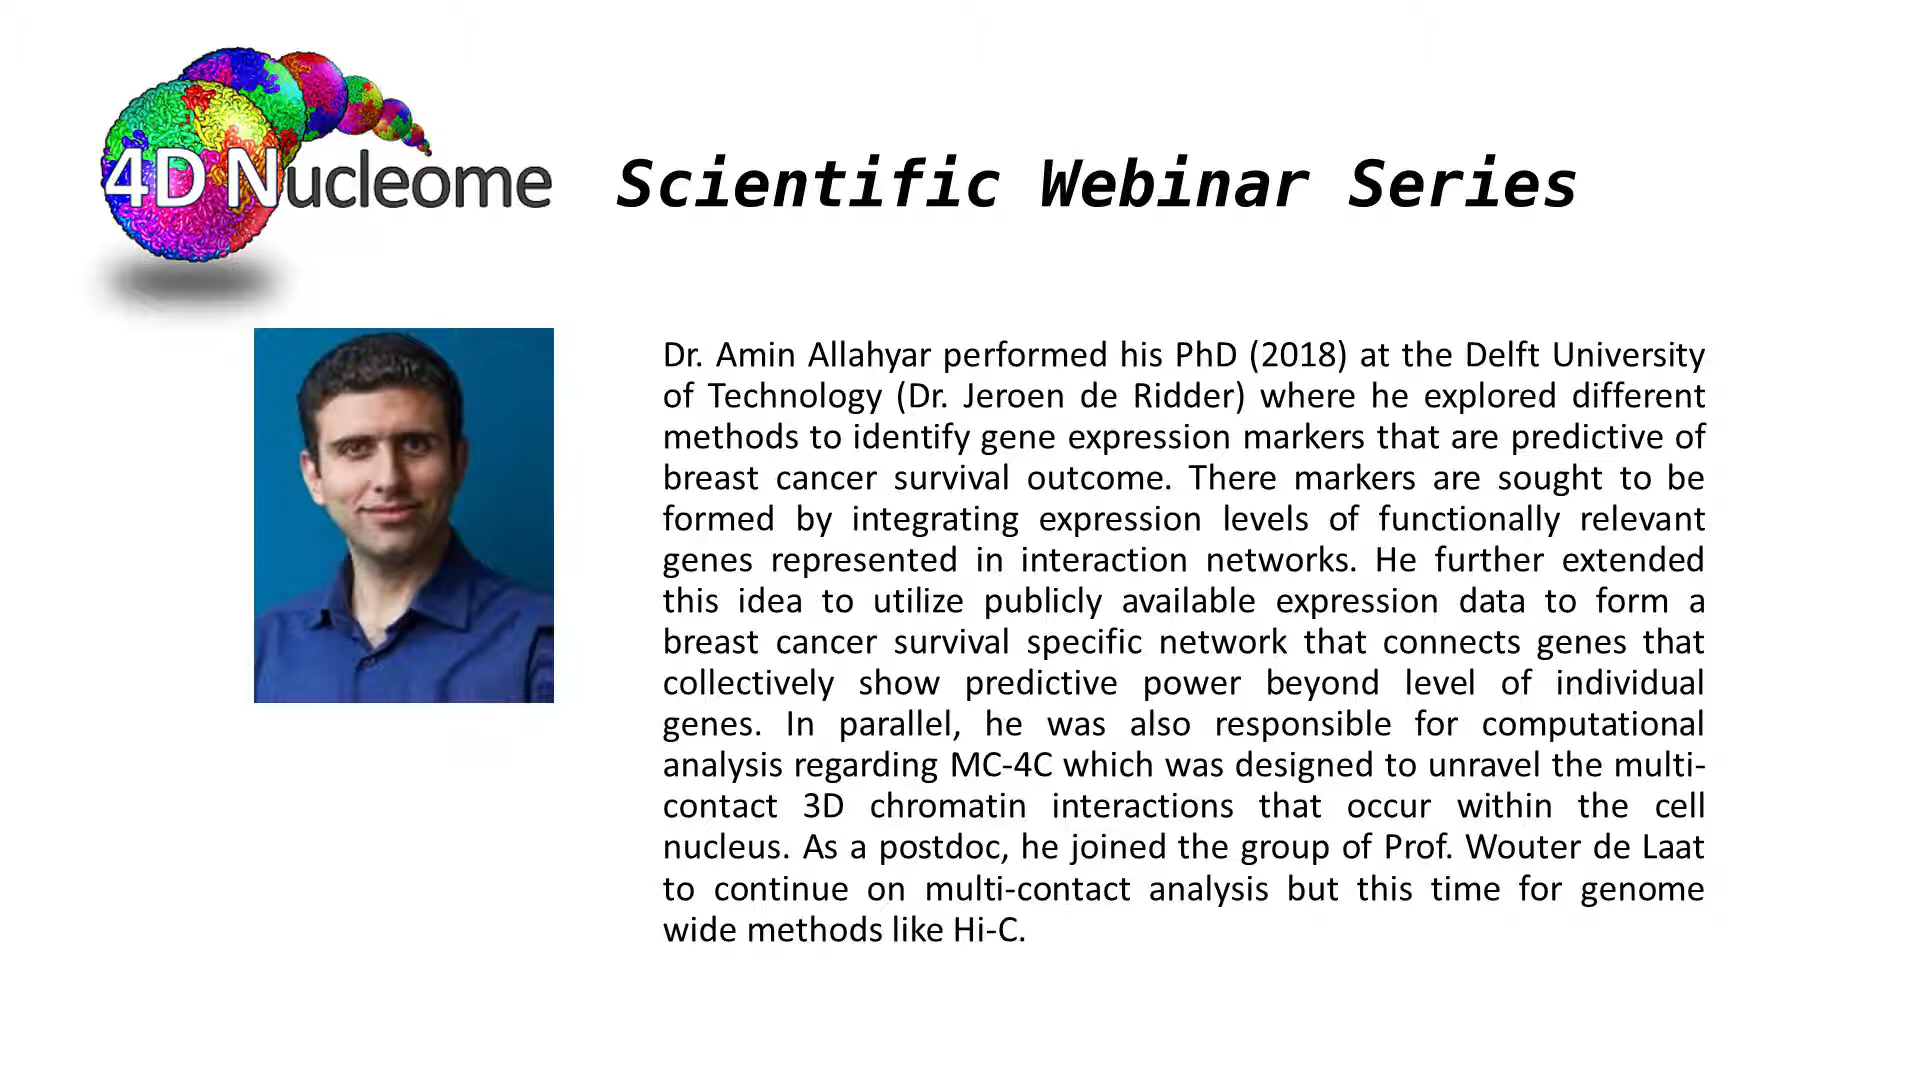 4D Nucleome
Scientific Webinar Series
Dr. Amin Allahyar performed his PhD (2018) at the Delft University
of Technology (Dr. Jeroen de Ridder) where he explored different
methods to identify gene expression markers that are predictive of
breast cancer survival outcome. There markers are sought to be
formed by integrating expression levels of functionally relevant
genes represented in interaction networks. He further extended
this idea to utilize publicly available expression data to form a
breast cancer survival specific network that connects genes that
collectively show predictive power beyond level of individual
genes. In parallel, he was also responsible for computational
analysis regarding MC-4C which was designed to unravel the multi-
contact 3D chromatin interactions that occur within the cell
nucleus. As a postdoc, he joined the group of Prof. Wouter de Laat
to continue on multi-contact analysis but this time for genome
wide methods like Hi-C.